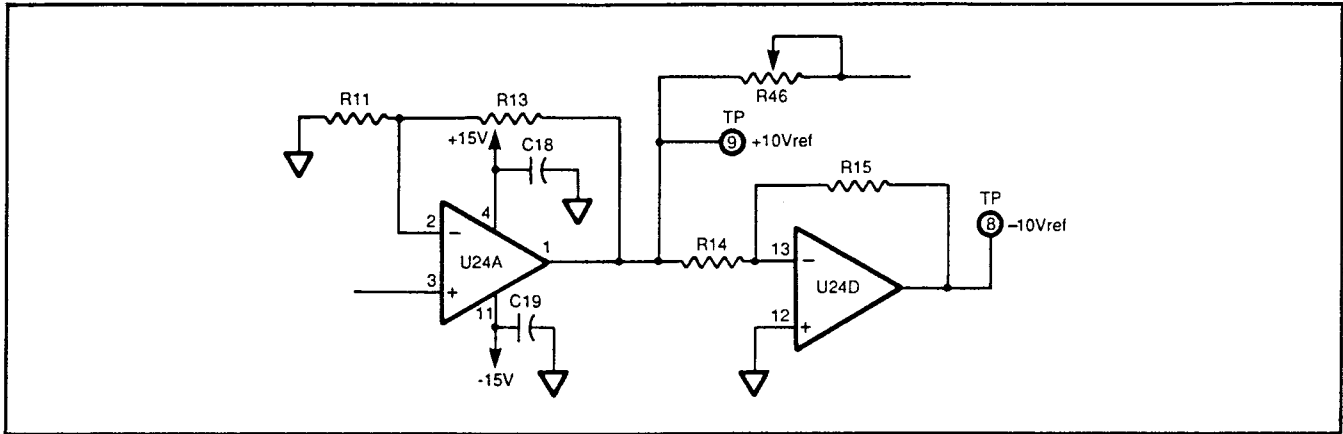 R46
TP
9
+10Vref
R11
R13
+15V
C18
R15
TP
8
–10Vref
4
2
–
U24A
1
3
+
11
C19
-15V
R14
13
–
U24D
12
+